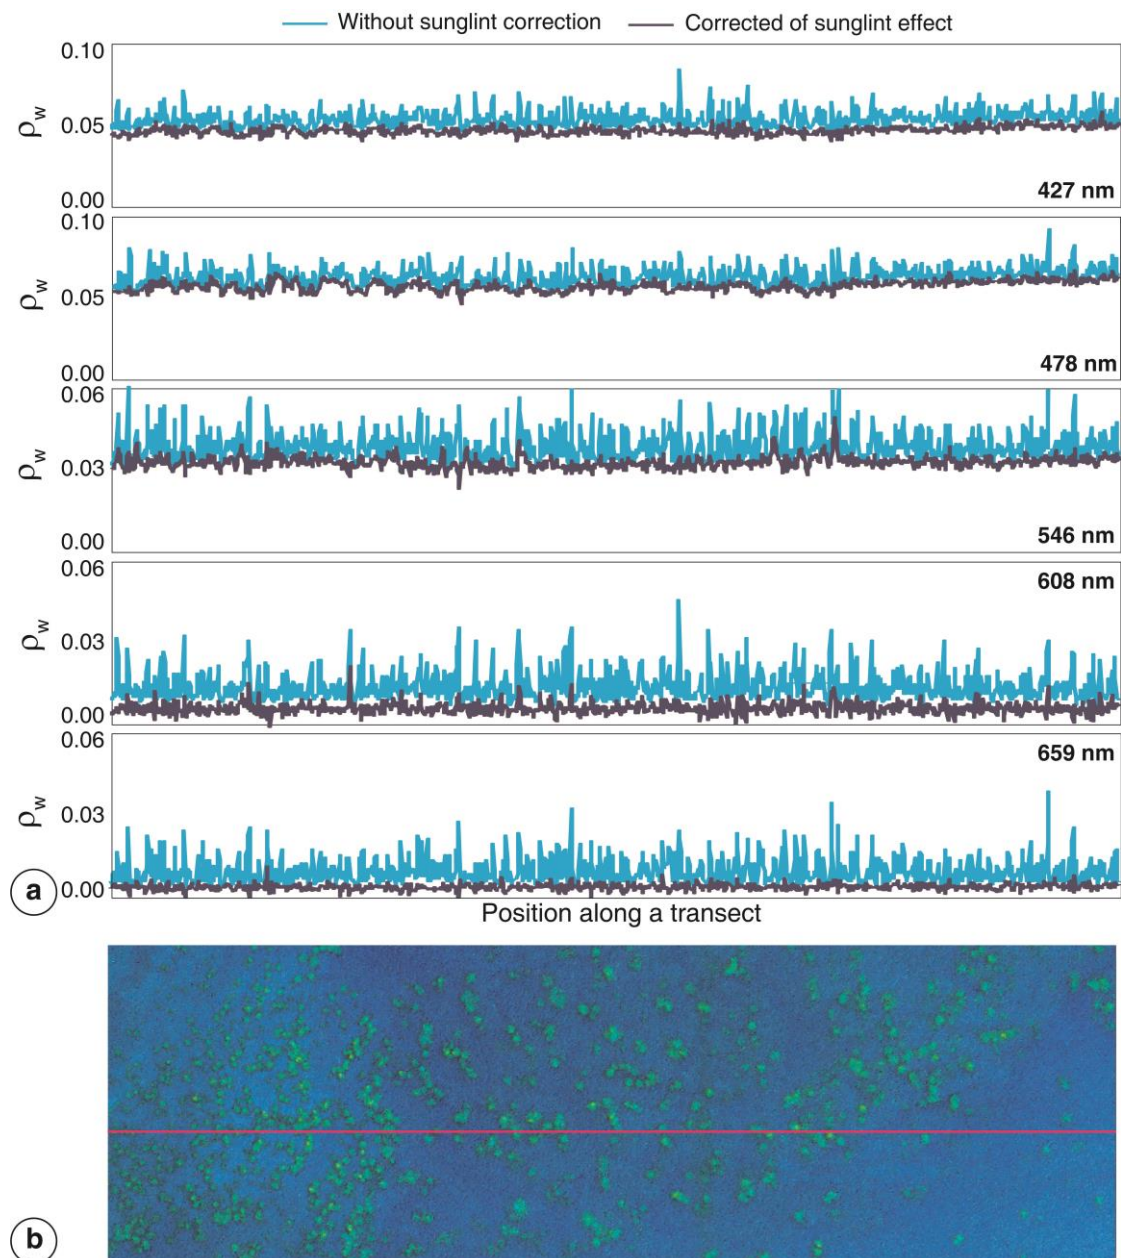 Without sunglint correction Corrected of sunglint effect
0.10
ρw
0.05
0.00
427 nm
0.10
ρw
0.05
0.00
478 nm
0.06
ρw
0.03
0.00
546 nm
0.06
608 nm
ρw
0.03
0.00
0.06
659 nm
ρw
0.03
0.00
a
Position along a transect
b